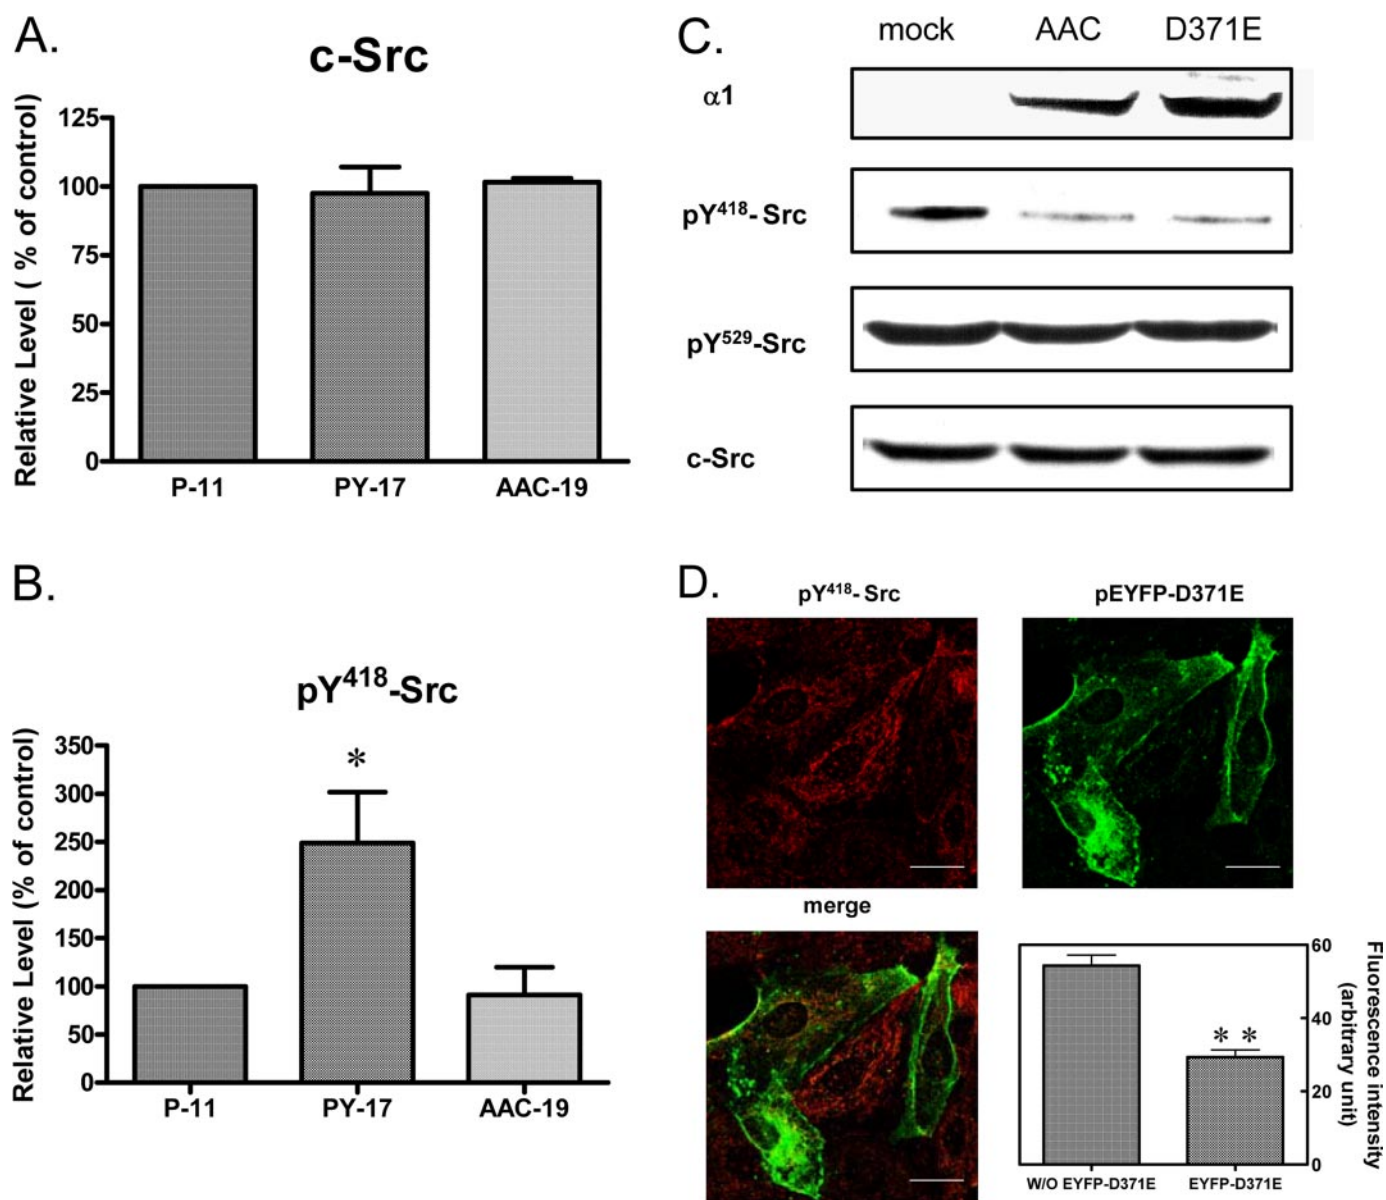 A.
c-Src
Relative Level ( % of control)
125
100
75
50
25
0
P-11 PY-17 AAC-19
B.
pY⁴¹⁸-Src
Relative Level (% of control)
350
300
250
200
150
100
50
0
*
P-11 PY-17 AAC-19
C.
mock AAC D371E
α1
pY⁴¹⁸- Src
pY⁵²⁹-Src
c-Src
D.
pY⁴¹⁸- Src
pEYFP-D371E
merge
60
40
20
0
* *
Fluorescence intensity
(arbitrary unit)
W/O EYFP-D371E EYFP-D371E